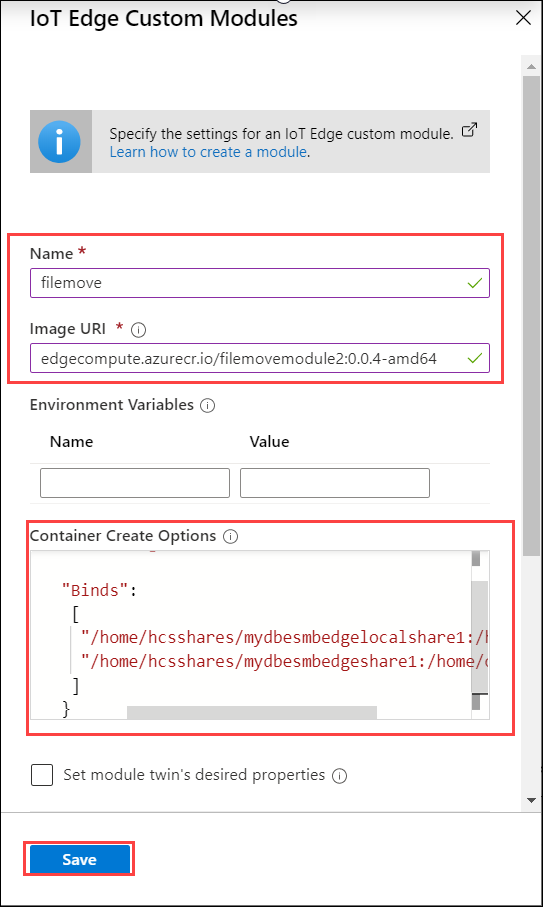 IoT Edge Custom Modules
Specify the settings for an IoT Edge custom module.
Learn how to create a module.
Name *
filemove
Image URI *
edgecompute.azurecr.io/filemovemodule2:0.0.4-amd64
Environment Variables
Name Value
Container Create Options
"Binds":
[
"/home/hcsshares/mydbesmbedgelocalshare1:/h
"/home/hcsshares/mydbesmbedgeshare1:/home/c
]
}
Set module twin's desired properties
Save